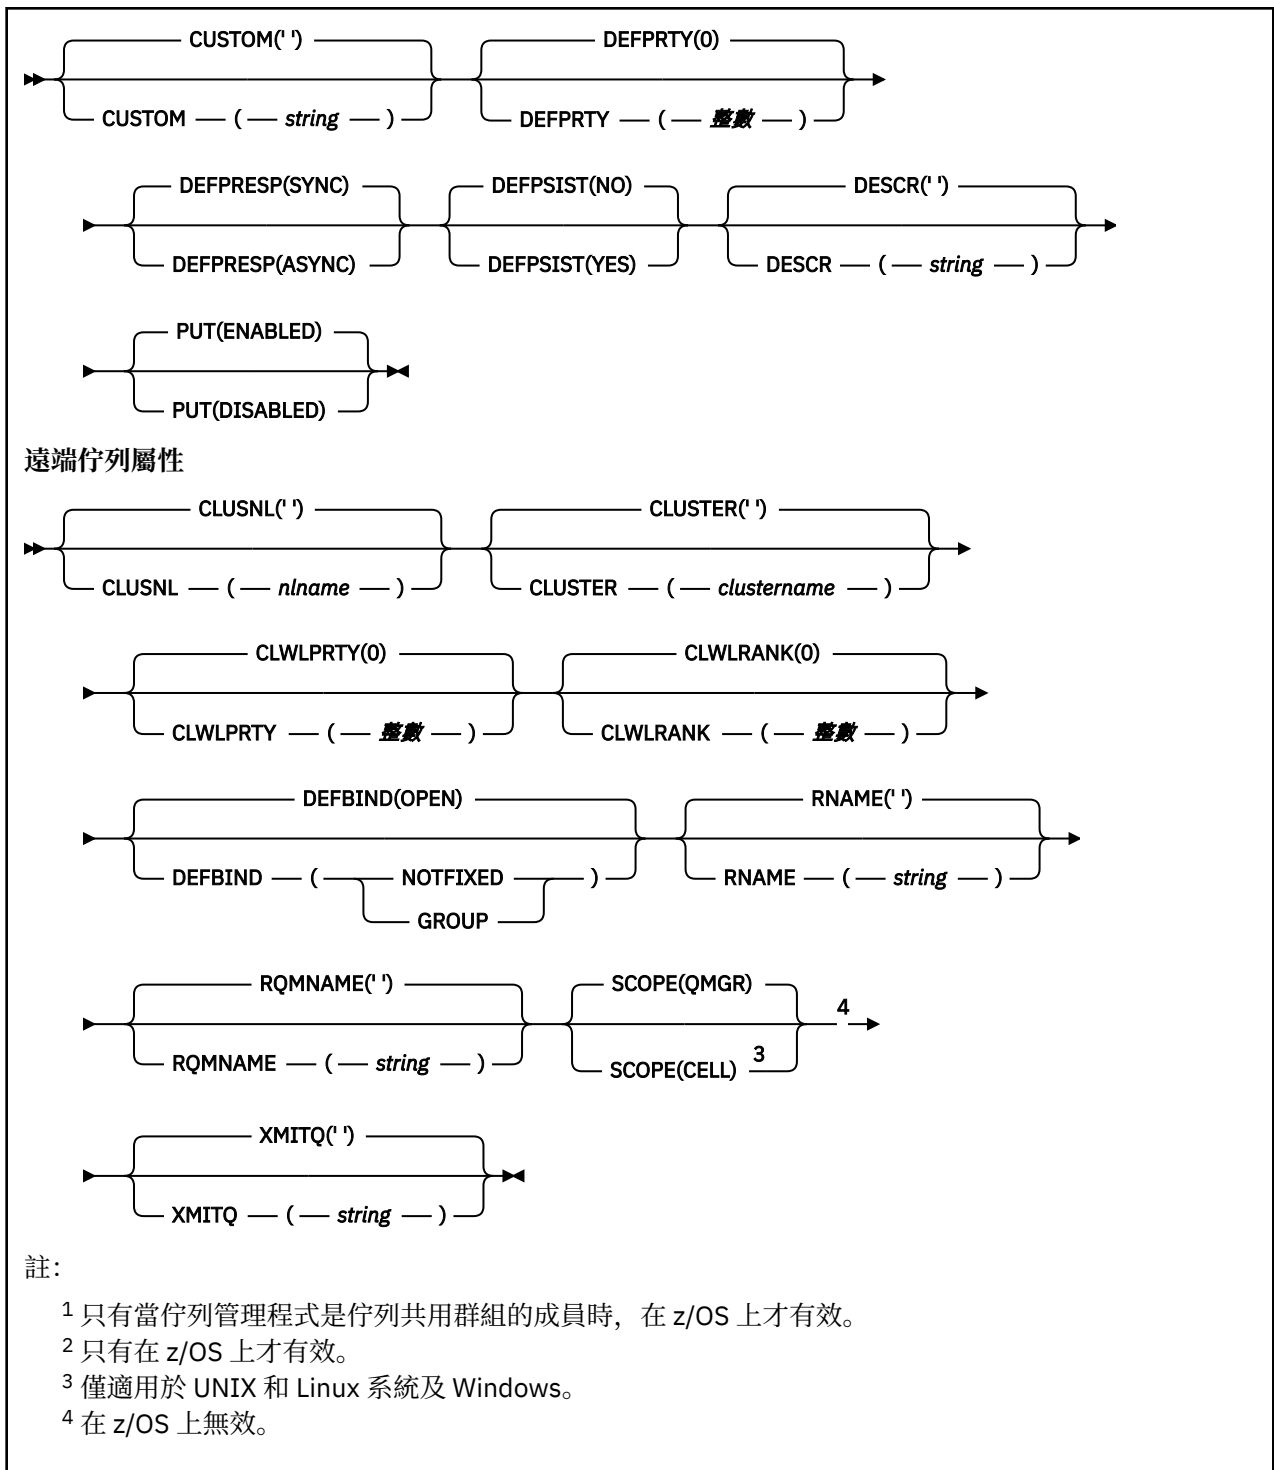 CUSTOM(' ') DEFPRTY(0)
CUSTOM ( string ) DEFPRTY ( 整數 )
DEFPRESP(SYNC) DEFPSIST(NO) DESCR(' ')
DEFPRESP(ASYNC) DEFPSIST(YES) DESCR ( string )
PUT(ENABLED)
PUT(DISABLED)
遠端佇列屬性
CLUSNL(' ') CLUSTER(' ')
CLUSNL ( nlname ) CLUSTER ( clustername )
CLWLPRTY(0) CLWLRANK(0)
CLWLPRTY ( 整數 ) CLWLRANK ( 整數 )
DEFBIND(OPEN) RNAME(' ')
DEFBIND ( NOTFIXED ) RNAME ( string )
GROUP
RQMNAME(' ') SCOPE(QMGR) 4
RQMNAME ( string ) SCOPE(CELL) 3
XMITQ(' ')
XMITQ ( string )
註：
1 只有當佇列管理程式是佇列共用群組的成員時，在 z/OS 上才有效。
2 只有在 z/OS 上才有效。
3 僅適用於 UNIX 和 Linux 系統及 Windows。
4 在 z/OS 上無效。